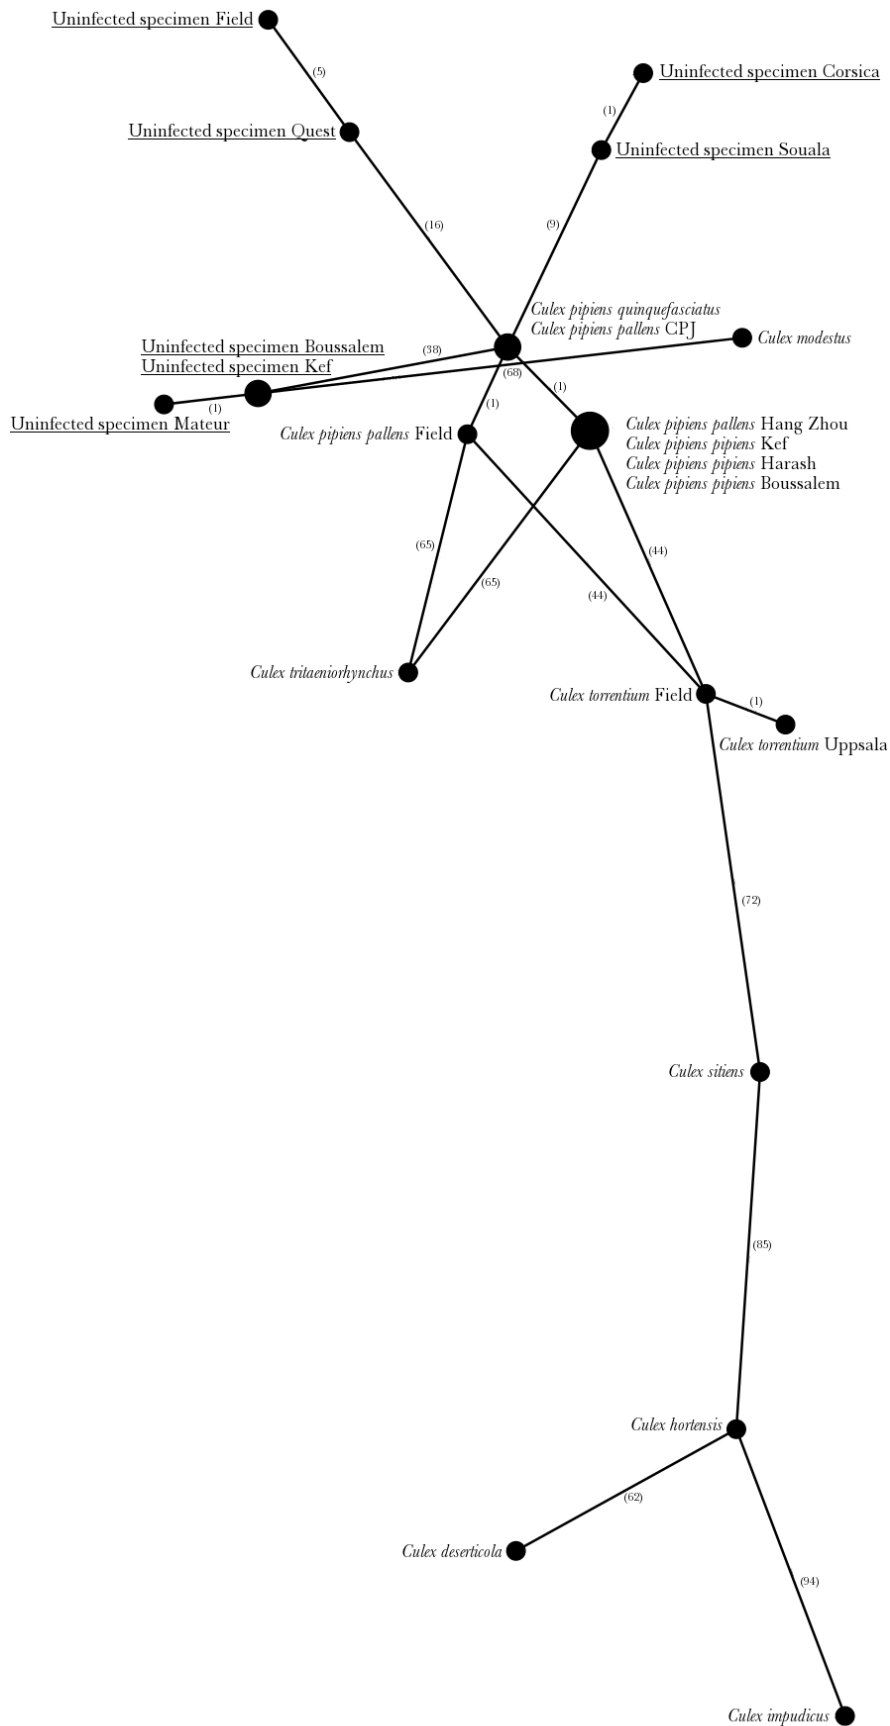 Uninfected specimen Field
(5)
Uninfected specimen Corsica
(1)
Uninfected specimen Quest
Uninfected specimen Souala
(16)
(9)
Culex pipiens quinquefasciatus
Culex pipiens pallens CPJ
Culex modestus
Uninfected specimen Boussalem
Uninfected specimen Kef
(38)
(68)
(1)
(1)
(1)
Uninfected specimen Mateur
Culex pipiens pallens Field
Culex pipiens pallens Hang Zhou
Culex pipiens pipiens Kef
Culex pipiens pipiens Harash
Culex pipiens pipiens Boussalem
(65)
(44)
(65)
(44)
Culex tritaeniorhynchus
Culex torrentium Field
(1)
Culex torrentium Uppsala
(72)
Culex sitiens
(85)
Culex hortensis
(62)
Culex deserticola
(94)
Culex impudicus